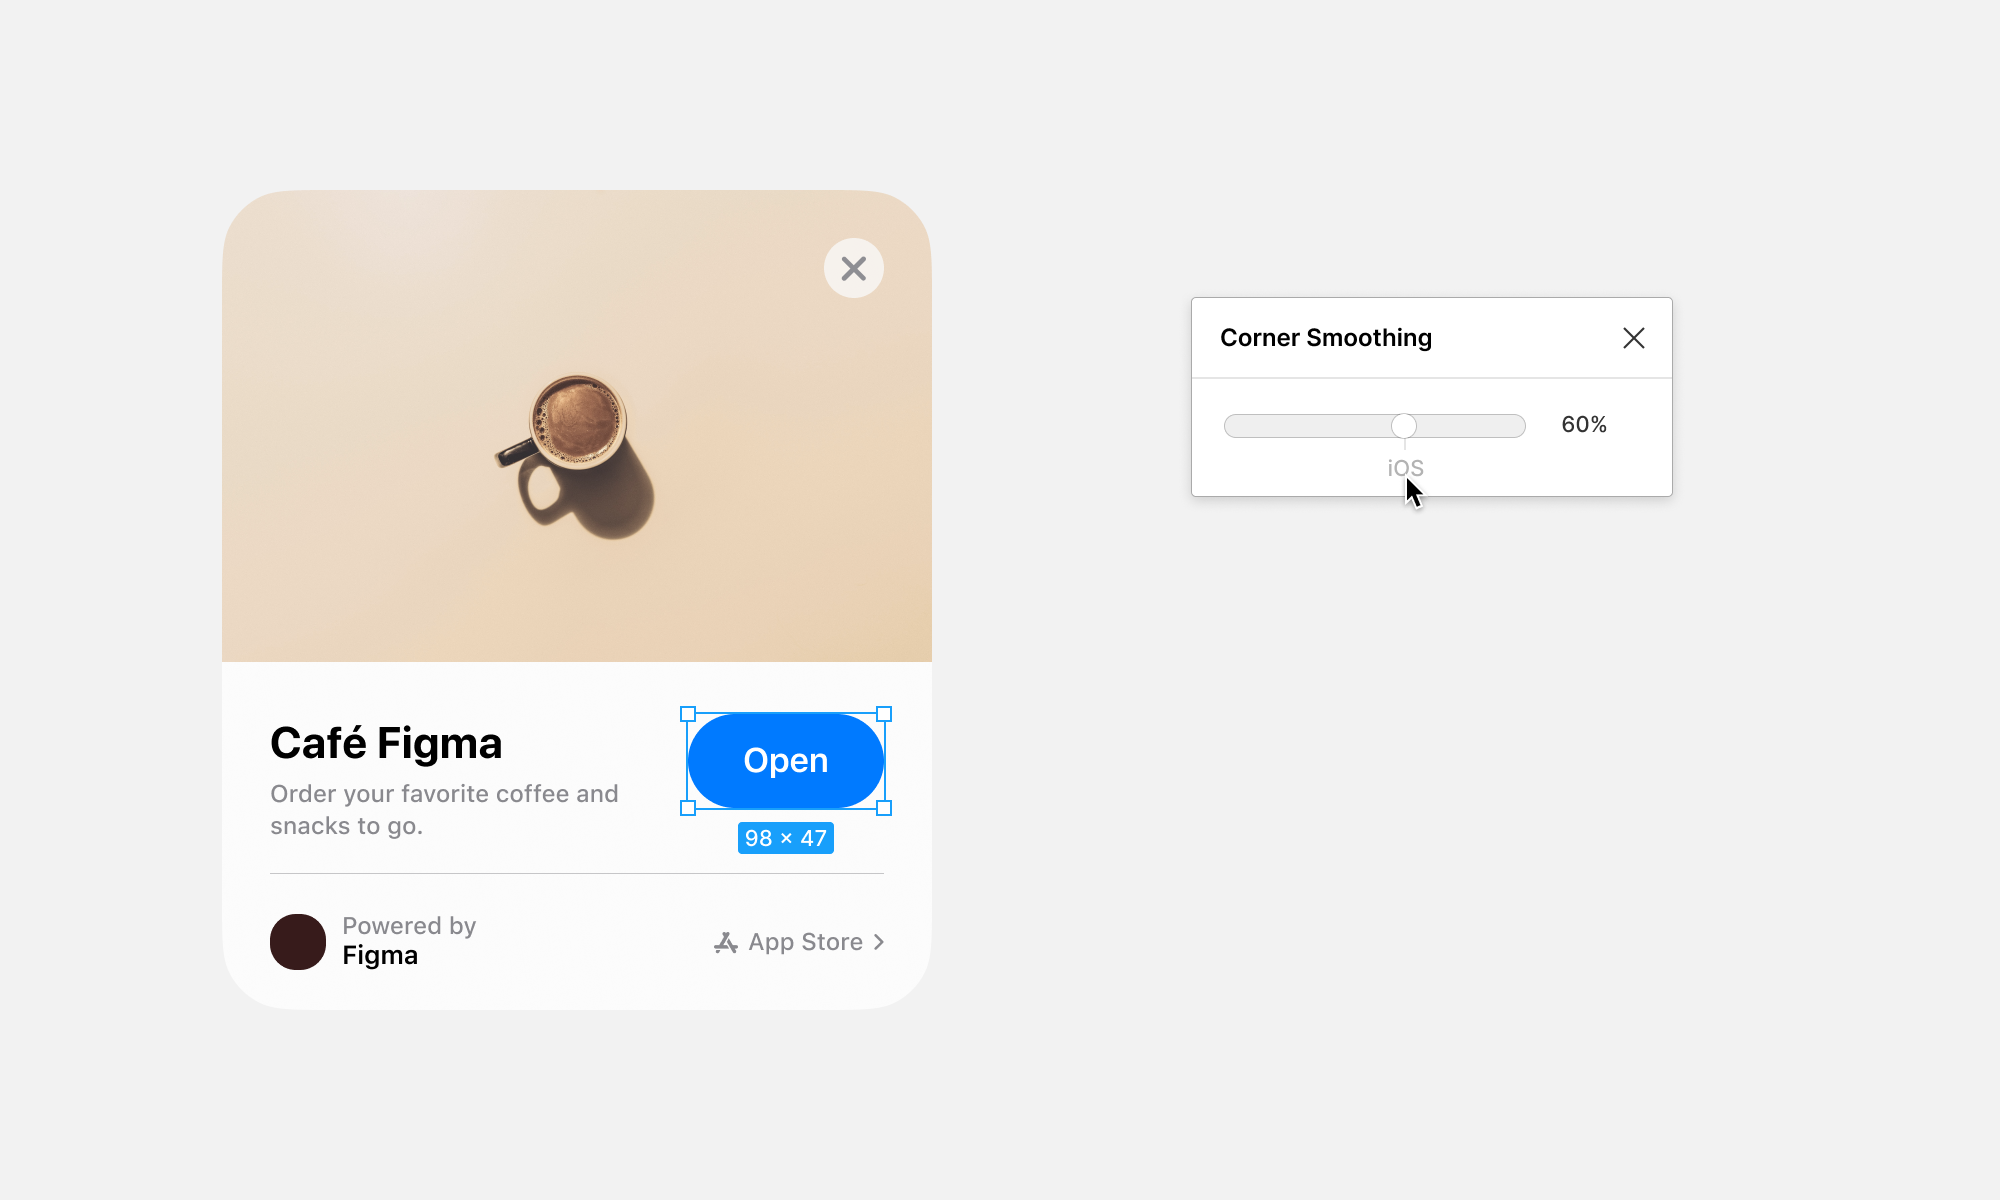 Corner Smoothing
60%
iOS
Café Figma
Order your favorite coffee and
snacks to go.
Open
98 × 47
Powered by
Figma
App Store